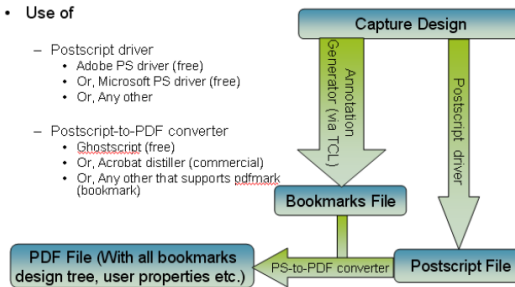 • Use of
– Postscript driver
• Adobe PS driver (free)
• Or, Microsoft PS driver (free)
• Or, Any other
– Postscript-to-PDF converter
• Ghostscript (free)
• Or, Acrobat distiller (commercial)
• Or, Any other that supports pdfmark
(bookmark)
Capture Design
Annotation
Generator (via TCL)
Postscript driver
Bookmarks File
PDF File (With all bookmarks
design tree, user properties etc.)
PS-to-PDF converter
Postscript File